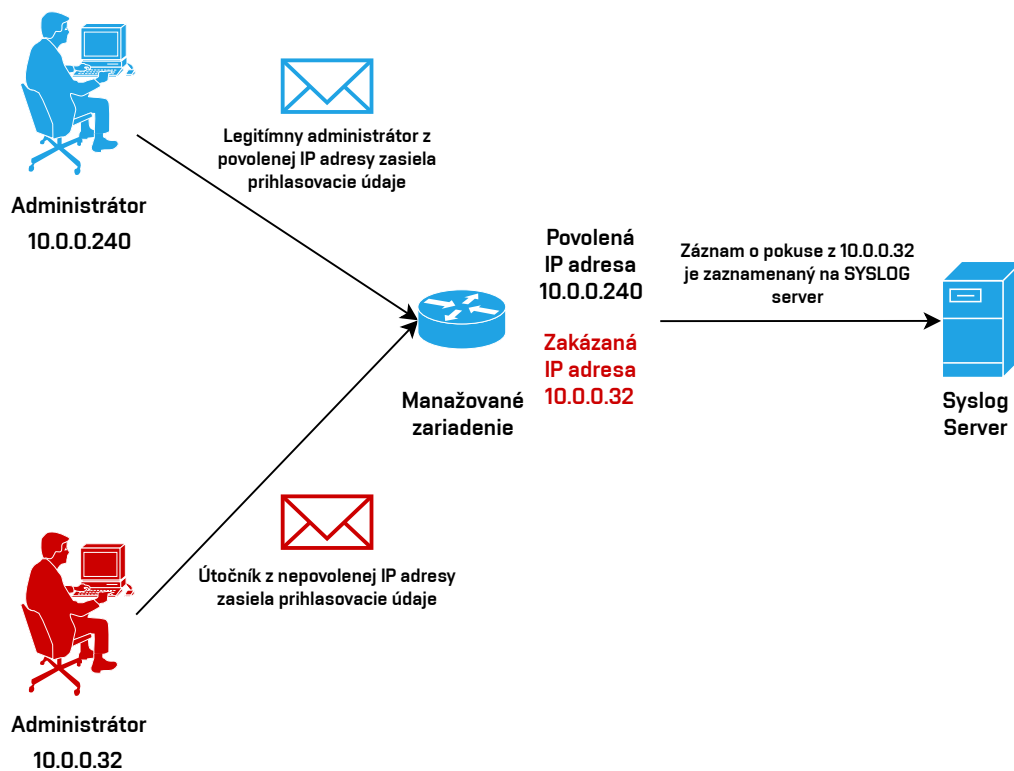 Legitímny administrátor z
povolenej IP adresy zasiela
prihlasovacie údaje
Administrátor
10.0.0.240
Povolená
IP adresa
10.0.0.240
Zakázaná
IP adresa
10.0.0.32
Záznam o pokuse z 10.0.0.32
je zaznamenaný na SYSLOG
server
Manažované
zariadenie
Syslog
Server
Útočník z nepovolenej IP adresy
zasiela prihlasovacie údaje
Administrátor
10.0.0.32